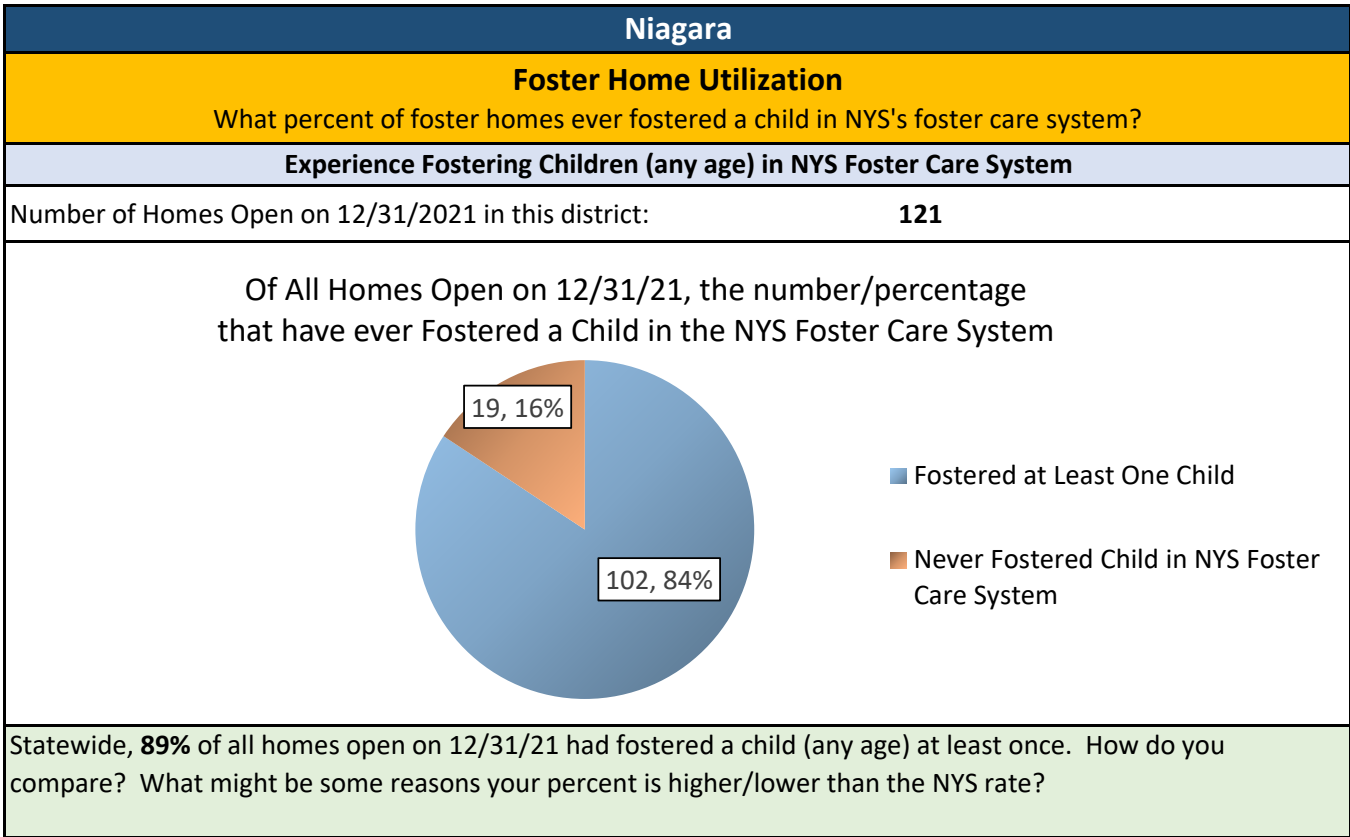 Niagara
Foster Home Utilization
What percent of foster homes ever fostered a child in NYS's foster care system?
Experience Fostering Children (any age) in NYS Foster Care System
Number of Homes Open on 12/31/2021 in this district: 121
Of All Homes Open on 12/31/21, the number/percentage
that have ever Fostered a Child in the NYS Foster Care System
19, 16%
102, 84%
Fostered at Least One Child
Never Fostered Child in NYS Foster
Care System
Statewide, 89% of all homes open on 12/31/21 had fostered a child (any age) at least once.  How do you
compare?  What might be some reasons your percent is higher/lower than the NYS rate?